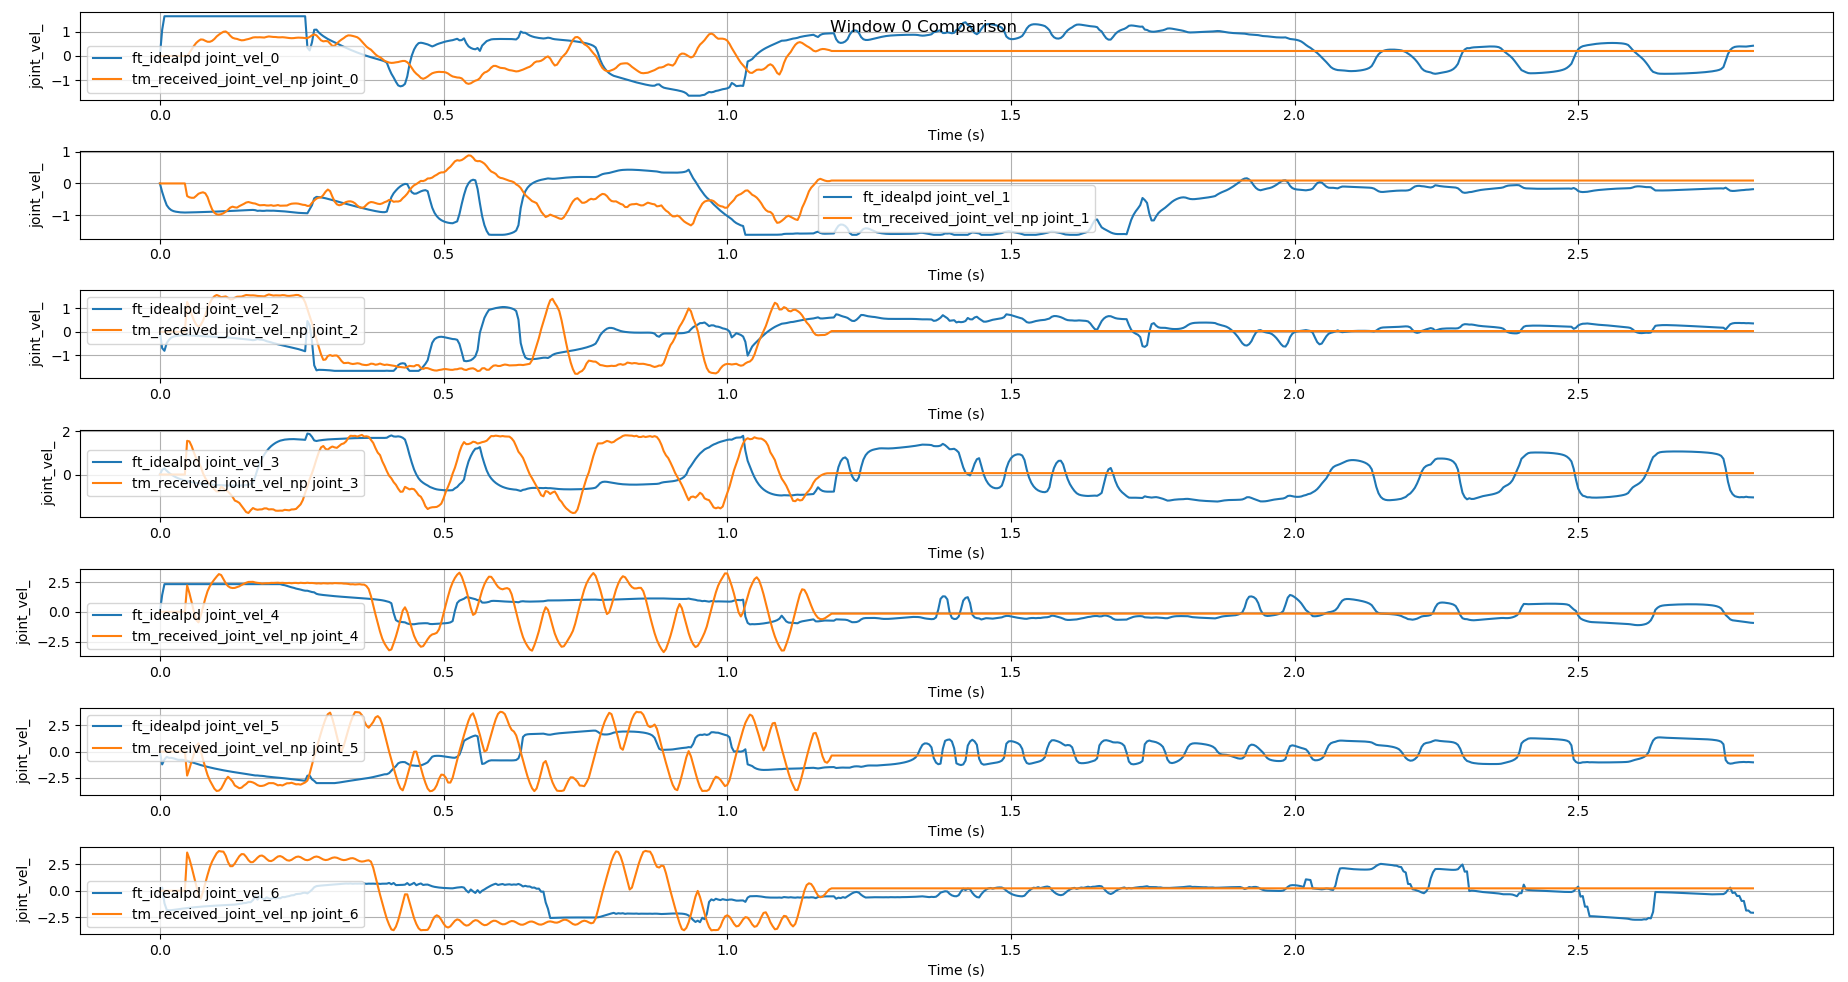 Window 0 Comparison
joint_vel_
1
0
−1
ft_idealpd joint_vel_0
tm_received_joint_vel_np joint_0
0.0 0.5 1.0 1.5 2.0 2.5
Time (s)
joint_vel_
1
0
−1
ft_idealpd joint_vel_1
tm_received_joint_vel_np joint_1
0.0 0.5 1.0 1.5 2.0 2.5
Time (s)
joint_vel_
1
0
−1
ft_idealpd joint_vel_2
tm_received_joint_vel_np joint_2
0.0 0.5 1.0 1.5 2.0 2.5
Time (s)
joint_vel_
2
0
ft_idealpd joint_vel_3
tm_received_joint_vel_np joint_3
0.0 0.5 1.0 1.5 2.0 2.5
Time (s)
joint_vel_
2.5
0.0
−2.5
ft_idealpd joint_vel_4
tm_received_joint_vel_np joint_4
0.0 0.5 1.0 1.5 2.0 2.5
Time (s)
joint_vel_
2.5
0.0
−2.5
ft_idealpd joint_vel_5
tm_received_joint_vel_np joint_5
0.0 0.5 1.0 1.5 2.0 2.5
Time (s)
joint_vel_
2.5
0.0
−2.5
ft_idealpd joint_vel_6
tm_received_joint_vel_np joint_6
0.0 0.5 1.0 1.5 2.0 2.5
Time (s)